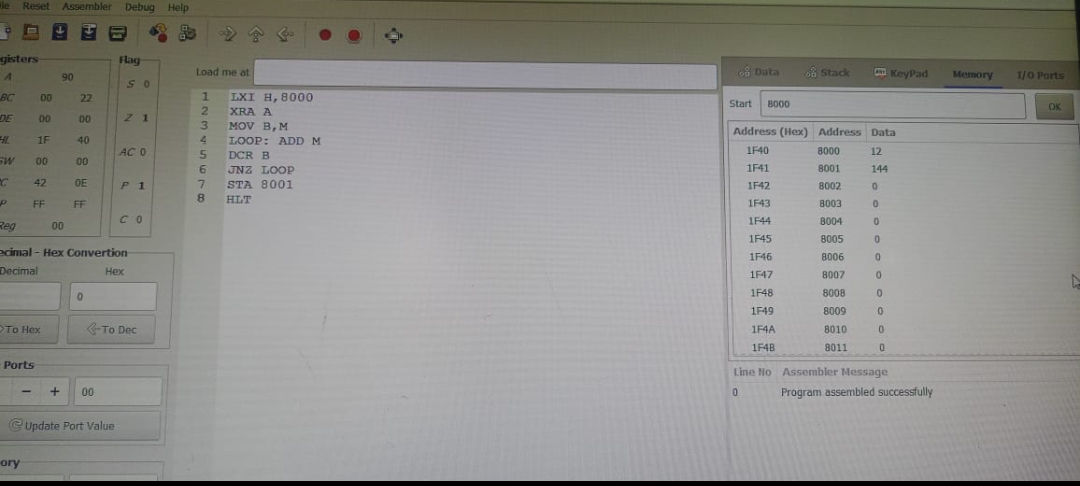 Reset Assembler Debug Help
Flag
A 90
S 0
BC 00 22
DE 00 00
Z 1
HL 1F 40
SW 00 00
AC 0
42 0E
P 1
FF FF
Reg 00
C 0
Decimal - Hex Convertion
Decimal Hex
0
To Hex To Dec
Ports
- + 00
Update Port Value
Load me at
1 LXI H,8000
2 XRA A
3 MOV B,M
4 LOOP: ADD M
5 DCR B
6 JNZ LOOP
7 STA 8001
8 HLT
Data Stack KeyPad Memory I/O Ports
Start 8000 OK
Address (Hex) Address Data
1F40 8000 12
1F41 8001 144
1F42 8002 0
1F43 8003 0
1F44 8004 0
1F45 8005 0
1F46 8006 0
1F47 8007 0
1F48 8008 0
1F49 8009 0
1F4A 8010 0
1F4B 8011 0
Line No Assembler Message
0 Program assembled successfully